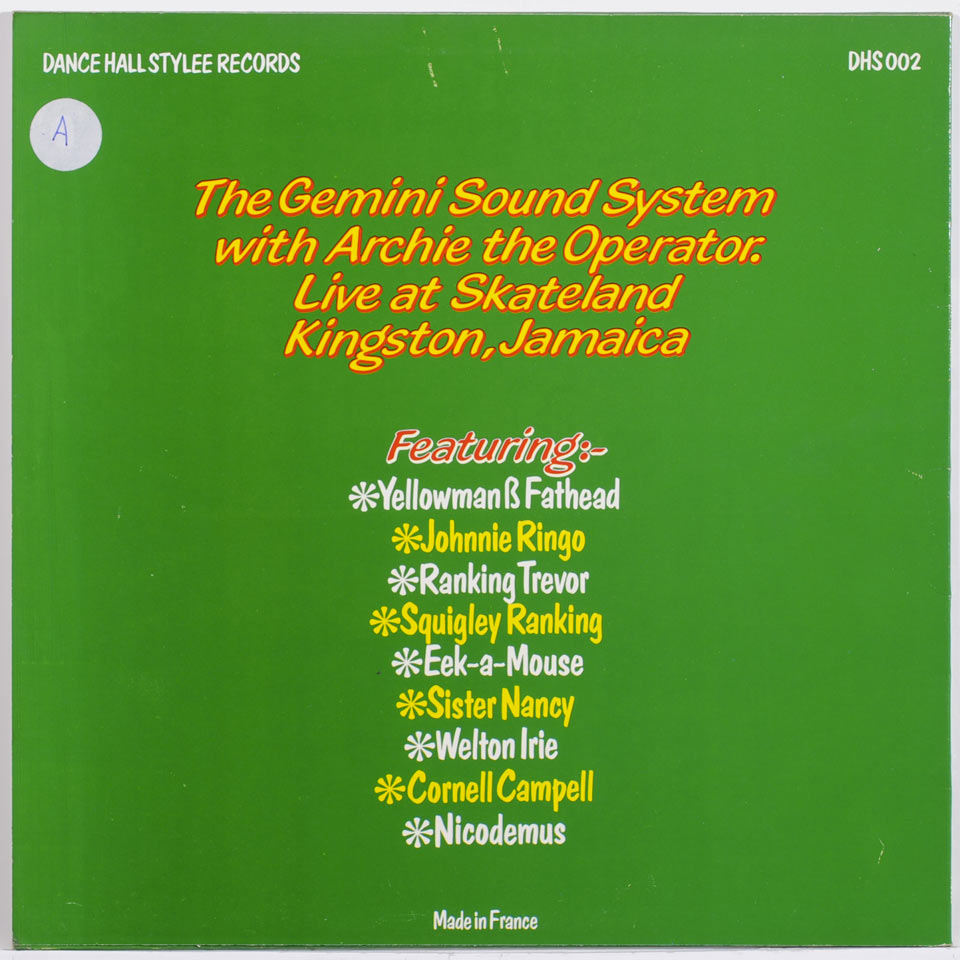 DANCE HALL STYLEE RECORDS
DHS 002
A
The Gemini Sound System
with Archie the Operator.
Live at Skateland
Kingston, Jamaica
Featuring:-
*Yellowman ß Fathead
*Johnnie Ringo
*Ranking Trevor
*Squigley Ranking
*Eek-a-Mouse
*Sister Nancy
*Welton Irie
*Cornell Campell
*Nicodemus
Made in France